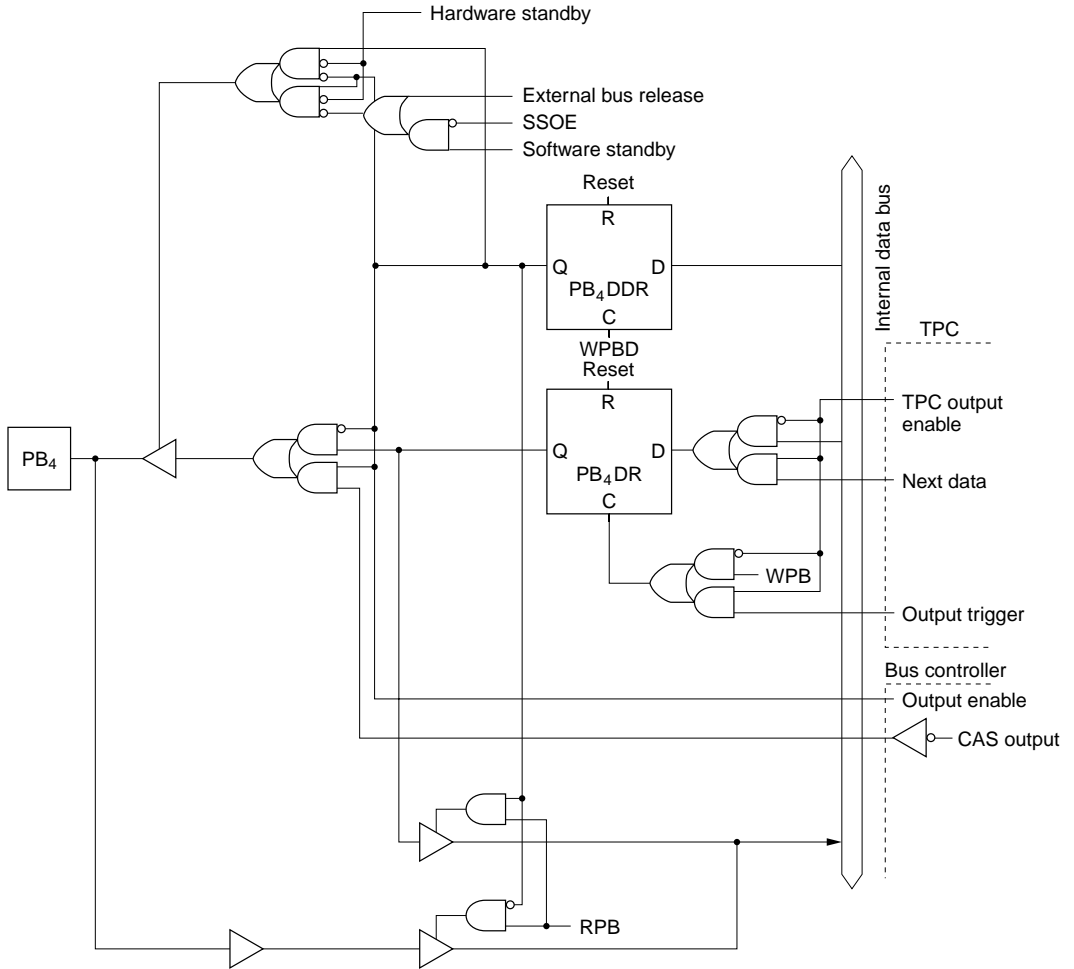 Hardware standby
External bus release
SSOE
Software standby
Reset
R
Q
D
PB4DDR
C
WPBD
Internal data bus
TPC
Reset
R
TPC output
enable
PB4
Q
D
PB4DR
C
Next data
WPB
Output trigger
Bus controller
Output enable
CAS output
RPB